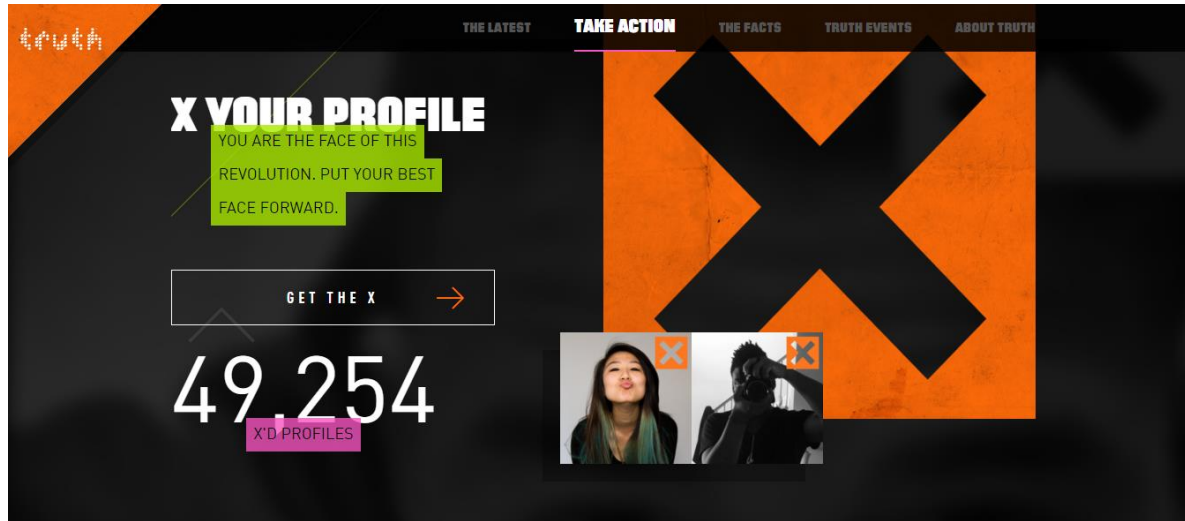 truth
THE LATEST TAKE ACTION THE FACTS TRUTH EVENTS ABOUT TRUTH
X YOUR PROFILE
YOU ARE THE FACE OF THIS
REVOLUTION. PUT YOUR BEST
FACE FORWARD.
GET THE X
49,254
X'D PROFILES